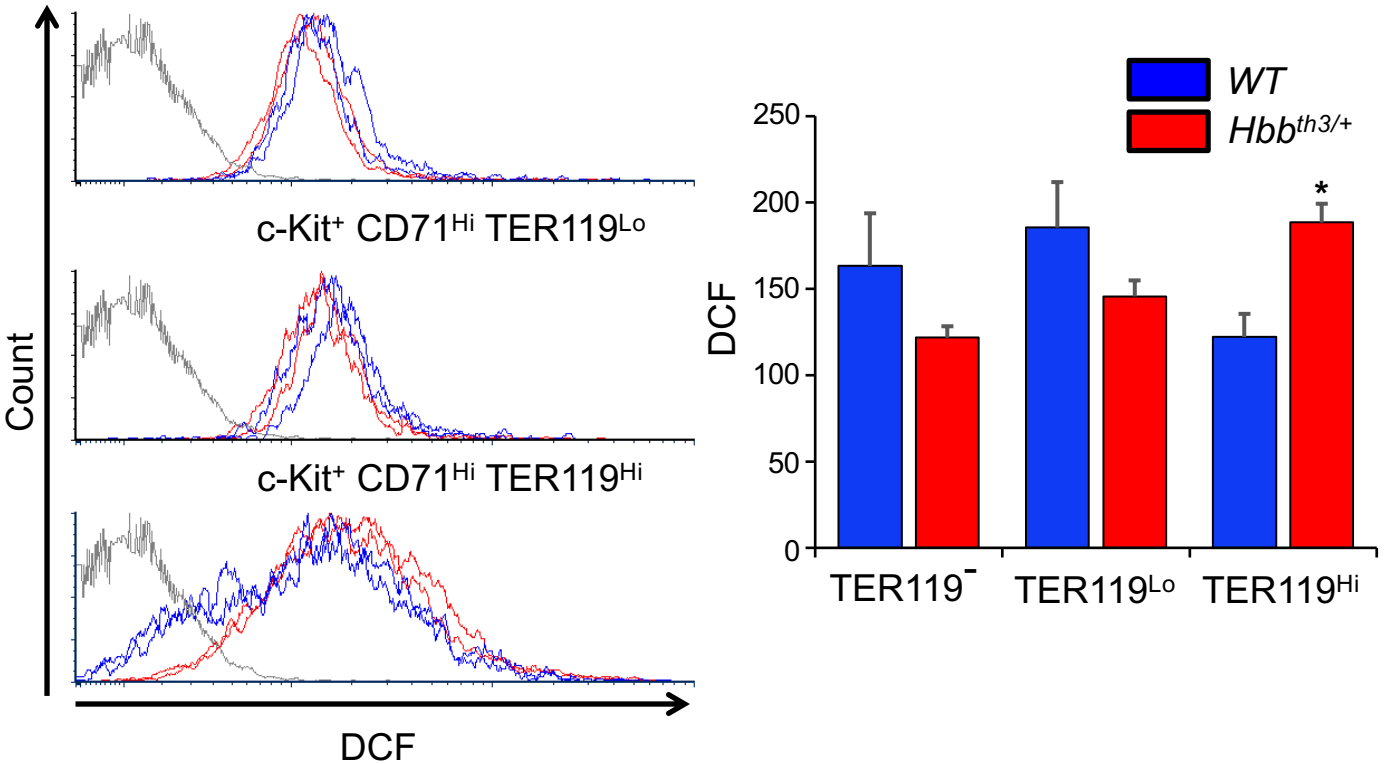 Count
c-Kit⁺ CD71ᴴⁱ TER119ᴸᵒ
c-Kit⁺ CD71ᴴⁱ TER119ᴴⁱ
DCF
WT
Hbbᵗʰ³/⁺
DCF
250
200
150
100
50
0
*
TER119⁻ TER119ᴸᵒ TER119ᴴⁱ